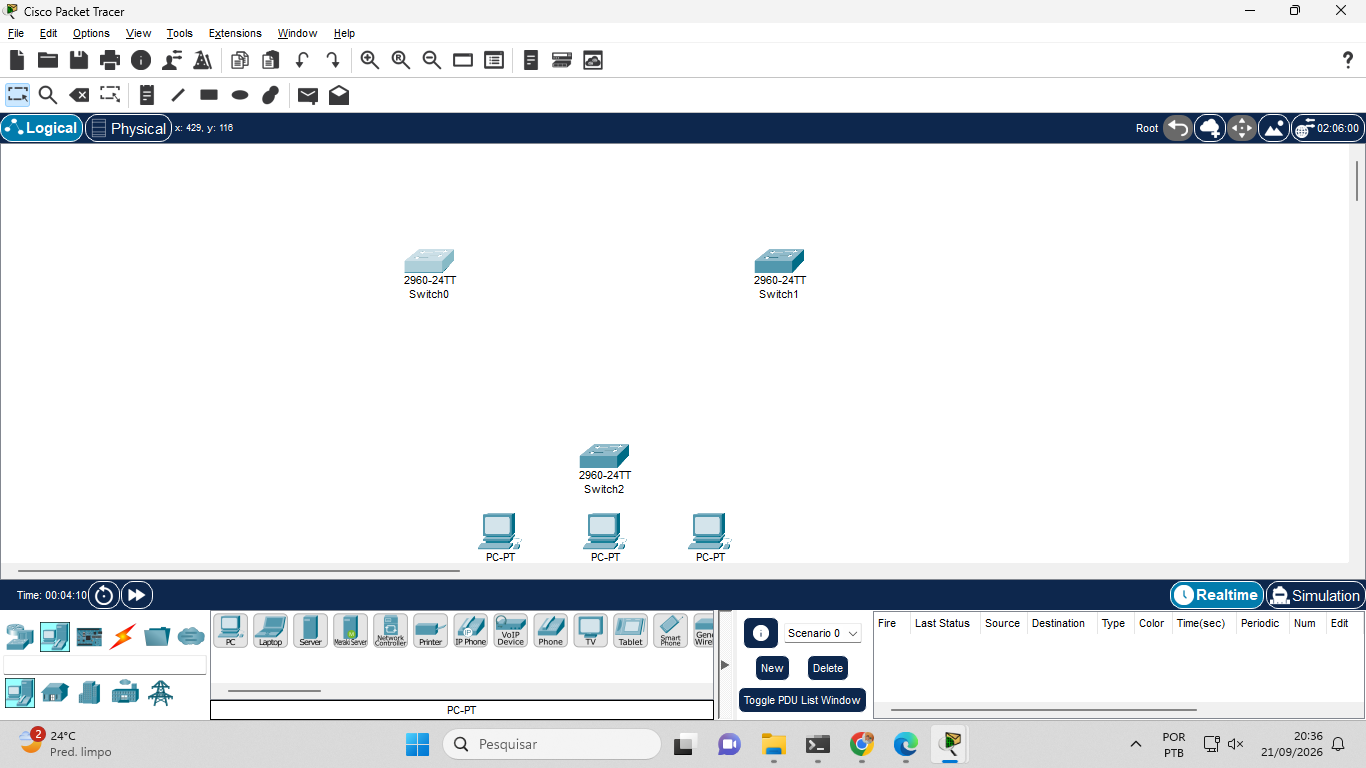 Cisco Packet Tracer
File Edit Options View Tools Extensions Window Help
Logical Physical x: 429, y: 116 Root 02:06:00
2960-24TT
Switch0
2960-24TT
Switch1
2960-24TT
Switch2
PC-PT PC-PT PC-PT
Time: 00:04:10 Realtime Simulation
PC Laptop Server Meraki Server Network Controller Printer IP Phone VoIP Device Phone TV Tablet Smart Phone
PC-PT
Scenario 0
New Delete
Toggle PDU List Window
Fire Last Status Source Destination Type Color Time(sec) Periodic Num Edit
2 24°C
Pred. limpo
Pesquisar
POR
PTB
20:36
21/09/2026